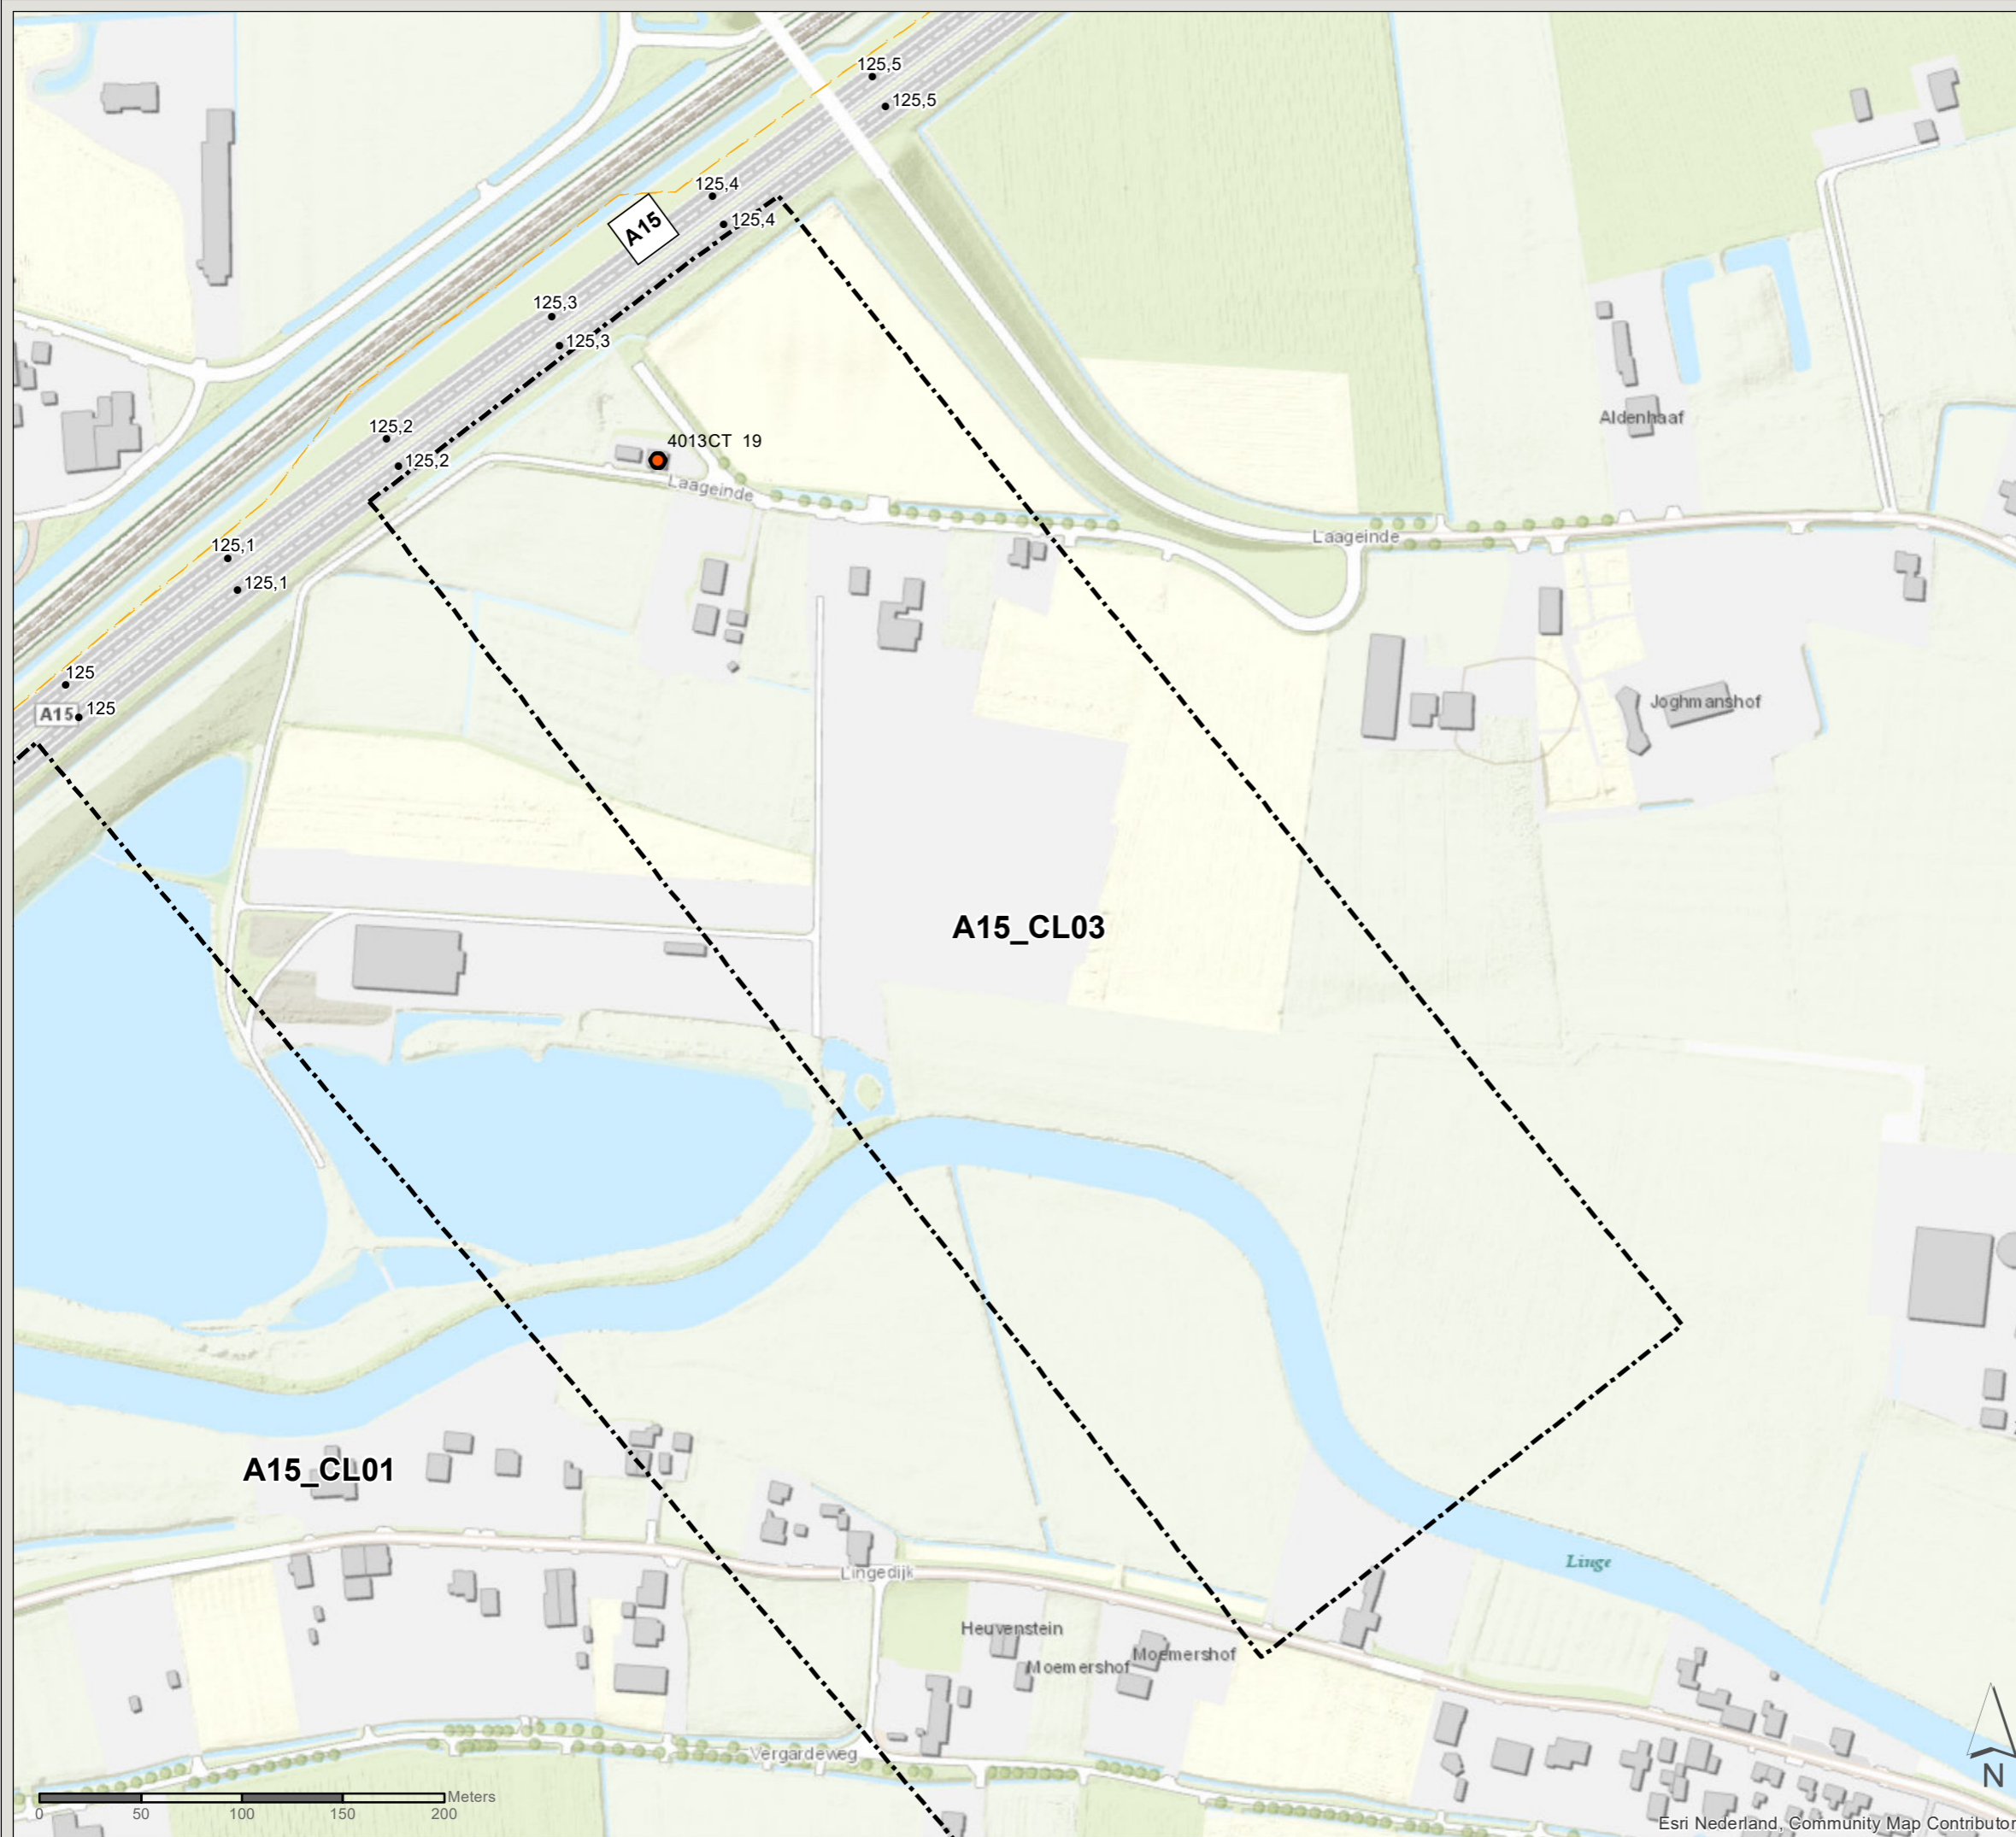 125,5
125,5
125,4
125,4
A15
125,3
125,3
125,2
125,2
4013CT 19
Laageinde
Aldenhaaf
Laageinde
125,1
125,1
125
125
A15
Joghmanshof
A15_CL03
A15_CL01
Linge
Lingedijk
Heuvenstein
Moemershof
Moemershof
Vergardeweg
Meters
0 50 100 150 200
N
Esri Nederland, Community Map Contributor